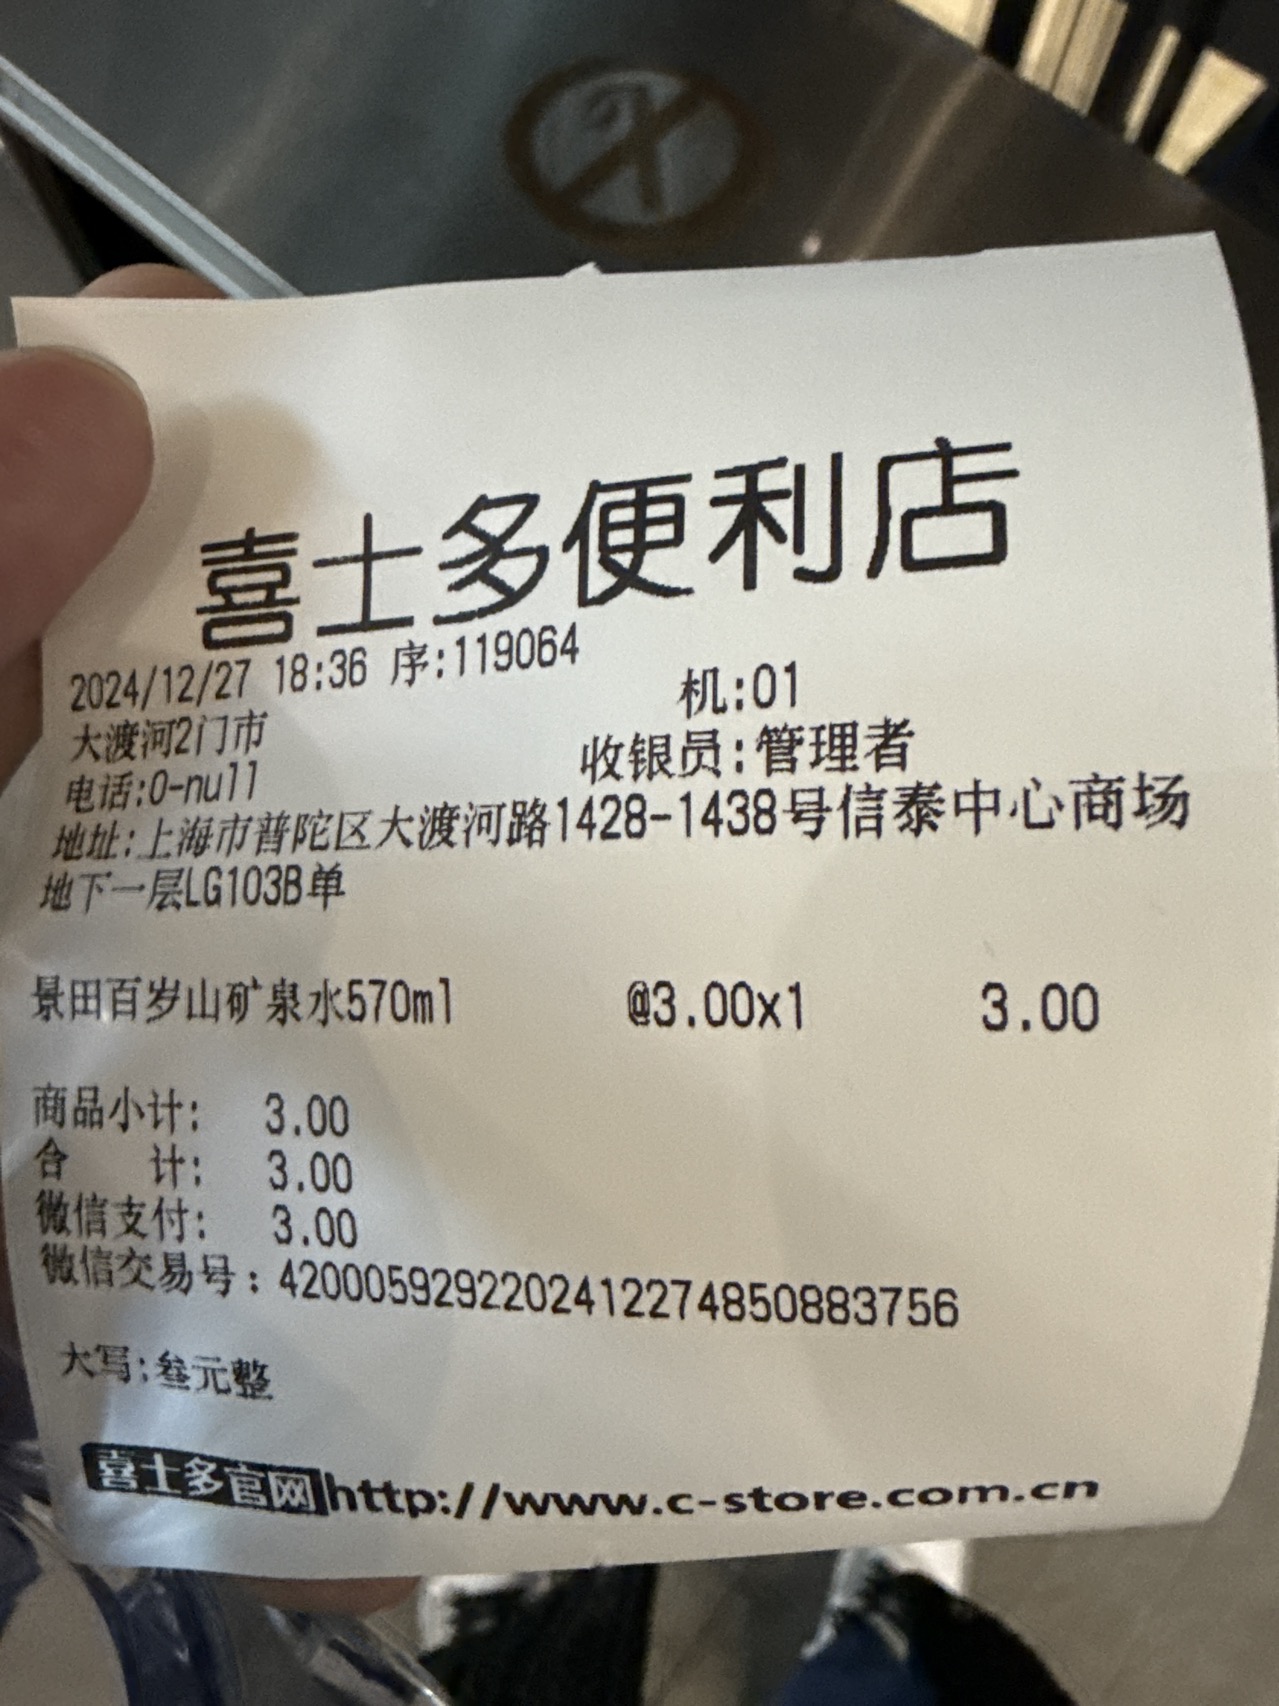 喜士多便利店
2024/12/27 18:36 序:119064
机:01
大渡河2门市
收银员:管理者
电话:0-null
地址:上海市普陀区大渡河路1428-1438号信泰中心商场
地下一层LG103B单
景田百岁山矿泉水570ml @3.00x1 3.00
商品小计: 3.00
合 计: 3.00
微信支付: 3.00
微信交易号:4200059292202412274850883756
大写:叁元整
喜士多官网http://www.c-store.com.cn